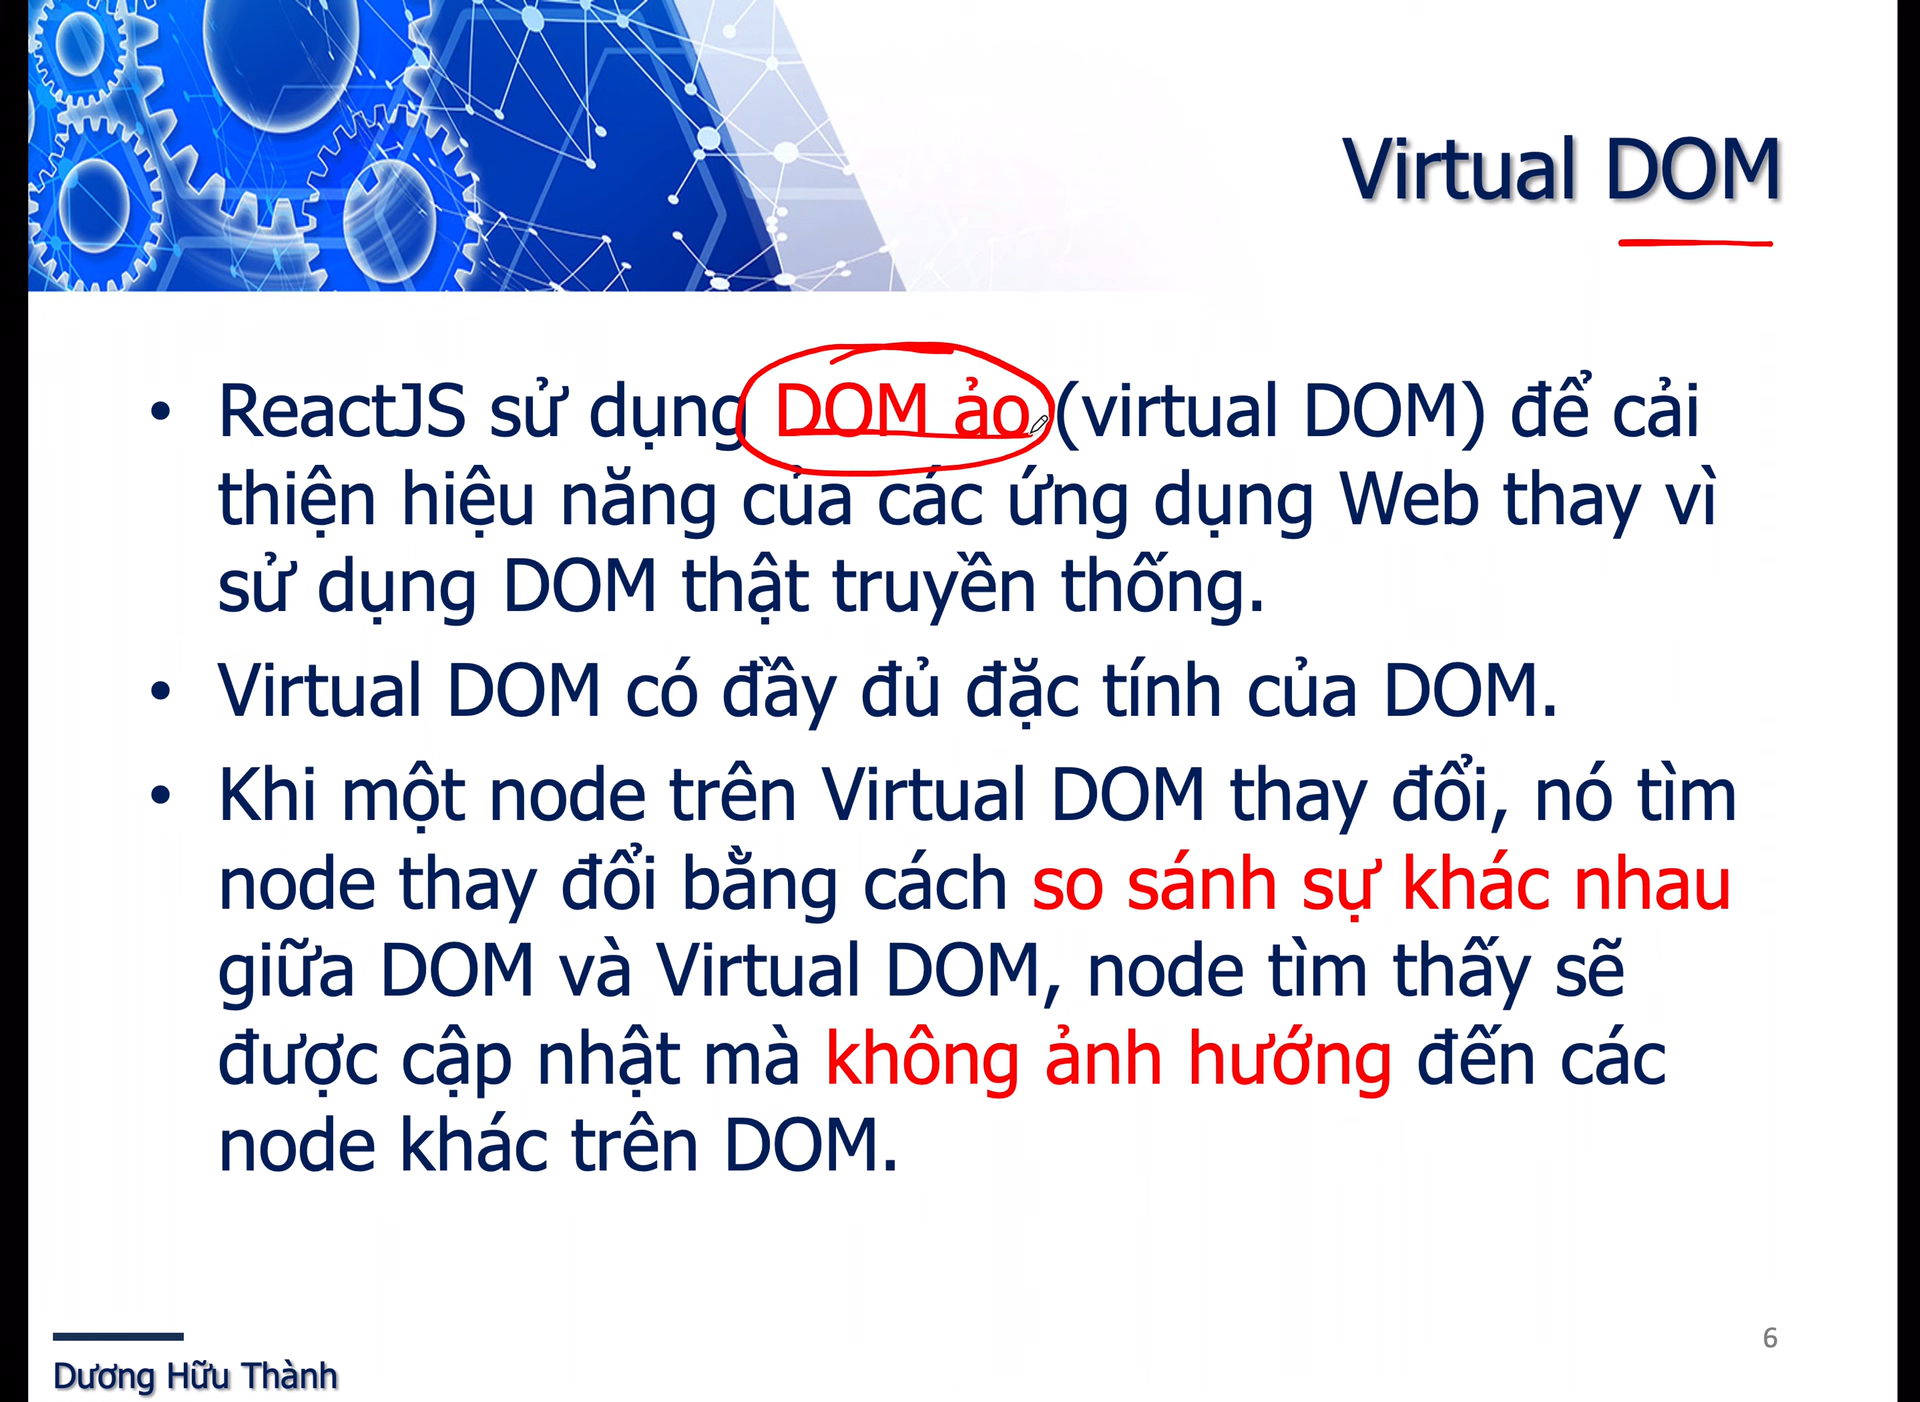 Virtual DOM
• ReactJS sử dụng DOM ảo (virtual DOM) để cải
thiện hiệu năng của các ứng dụng Web thay vì
sử dụng DOM thật truyền thống.
• Virtual DOM có đầy đủ đặc tính của DOM.
• Khi một node trên Virtual DOM thay đổi, nó tìm
node thay đổi bằng cách so sánh sự khác nhau
giữa DOM và Virtual DOM, node tìm thấy sẽ
được cập nhật mà không ảnh hướng đến các
node khác trên DOM.
6
Dương Hữu Thành